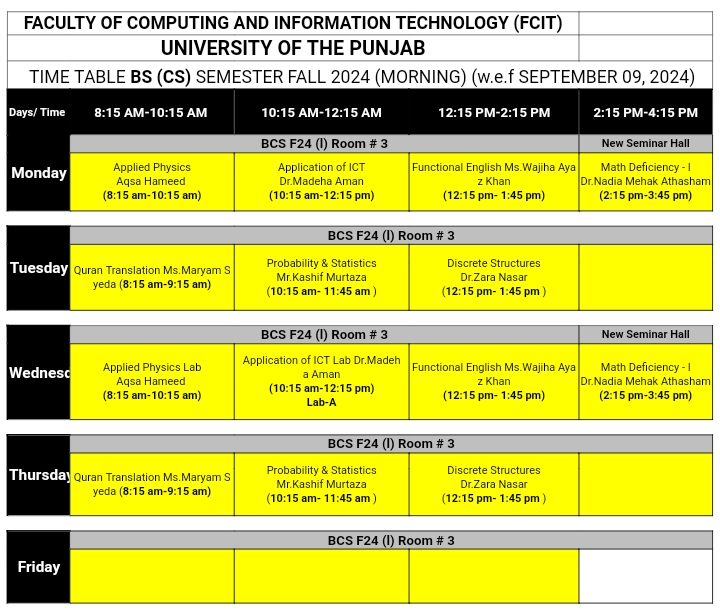 FACULTY OF COMPUTING AND INFORMATION TECHNOLOGY (FCIT)
UNIVERSITY OF THE PUNJAB
TIME TABLE BS (CS) SEMESTER FALL 2024 (MORNING) (w.e.f SEPTEMBER 09, 2024)
Days/ Time 8:15 AM-10:15 AM 10:15 AM-12:15 AM 12:15 PM-2:15 PM 2:15 PM-4:15 PM
Monday
BCS F24 (l) Room # 3
New Seminar Hall
Applied Physics
Aqsa Hameed
(8:15 am-10:15 am)
Application of ICT
Dr.Madeha Aman
(10:15 am-12:15 pm)
Functional English Ms.Wajiha Aya
z Khan
(12:15 pm- 1:45 pm)
Math Deficiency - I
Dr.Nadia Mehak Athasham
(2:15 pm-3:45 pm)
Tuesday
BCS F24 (l) Room # 3
Quran Translation Ms.Maryam S
yeda (8:15 am-9:15 am)
Probability & Statistics
Mr.Kashif Murtaza
(10:15 am- 11:45 am )
Discrete Structures
Dr.Zara Nasar
(12:15 pm- 1:45 pm )
Wednesd
BCS F24 (l) Room # 3
New Seminar Hall
Applied Physics Lab
Aqsa Hameed
(8:15 am-10:15 am)
Application of ICT Lab Dr.Madeh
a Aman
(10:15 am-12:15 pm)
Lab-A
Functional English Ms.Wajiha Aya
z Khan
(12:15 pm- 1:45 pm)
Math Deficiency - I
Dr.Nadia Mehak Athasham
(2:15 pm-3:45 pm)
Thursday
BCS F24 (l) Room # 3
Quran Translation Ms.Maryam S
yeda (8:15 am-9:15 am)
Probability & Statistics
Mr.Kashif Murtaza
(10:15 am- 11:45 am )
Discrete Structures
Dr.Zara Nasar
(12:15 pm- 1:45 pm )
Friday
BCS F24 (l) Room # 3